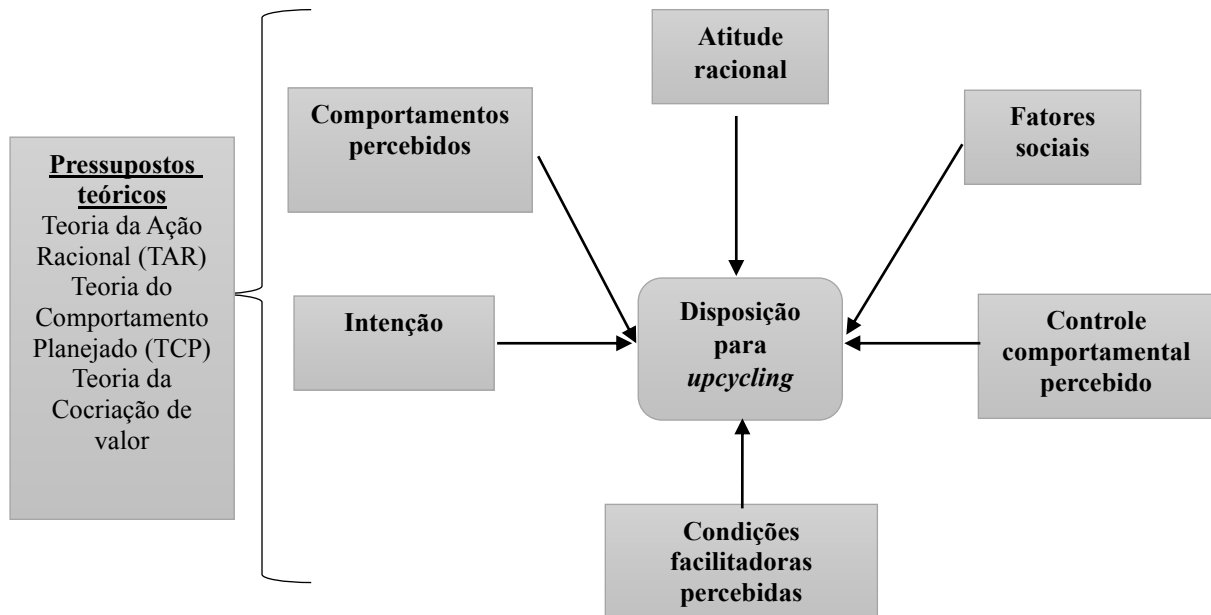 Pressupostos
teóricos
Teoria da Ação
Racional (TAR)
Teoria do
Comportamento
Planejado (TCP)
Teoria da
Cocriação de
valor
Comportamentos
percebidos
Atitude
racional
Fatores
sociais
Intenção
Disposição
para
upcycling
Controle
comportamental
percebido
Condições
facilitadoras
percebidas